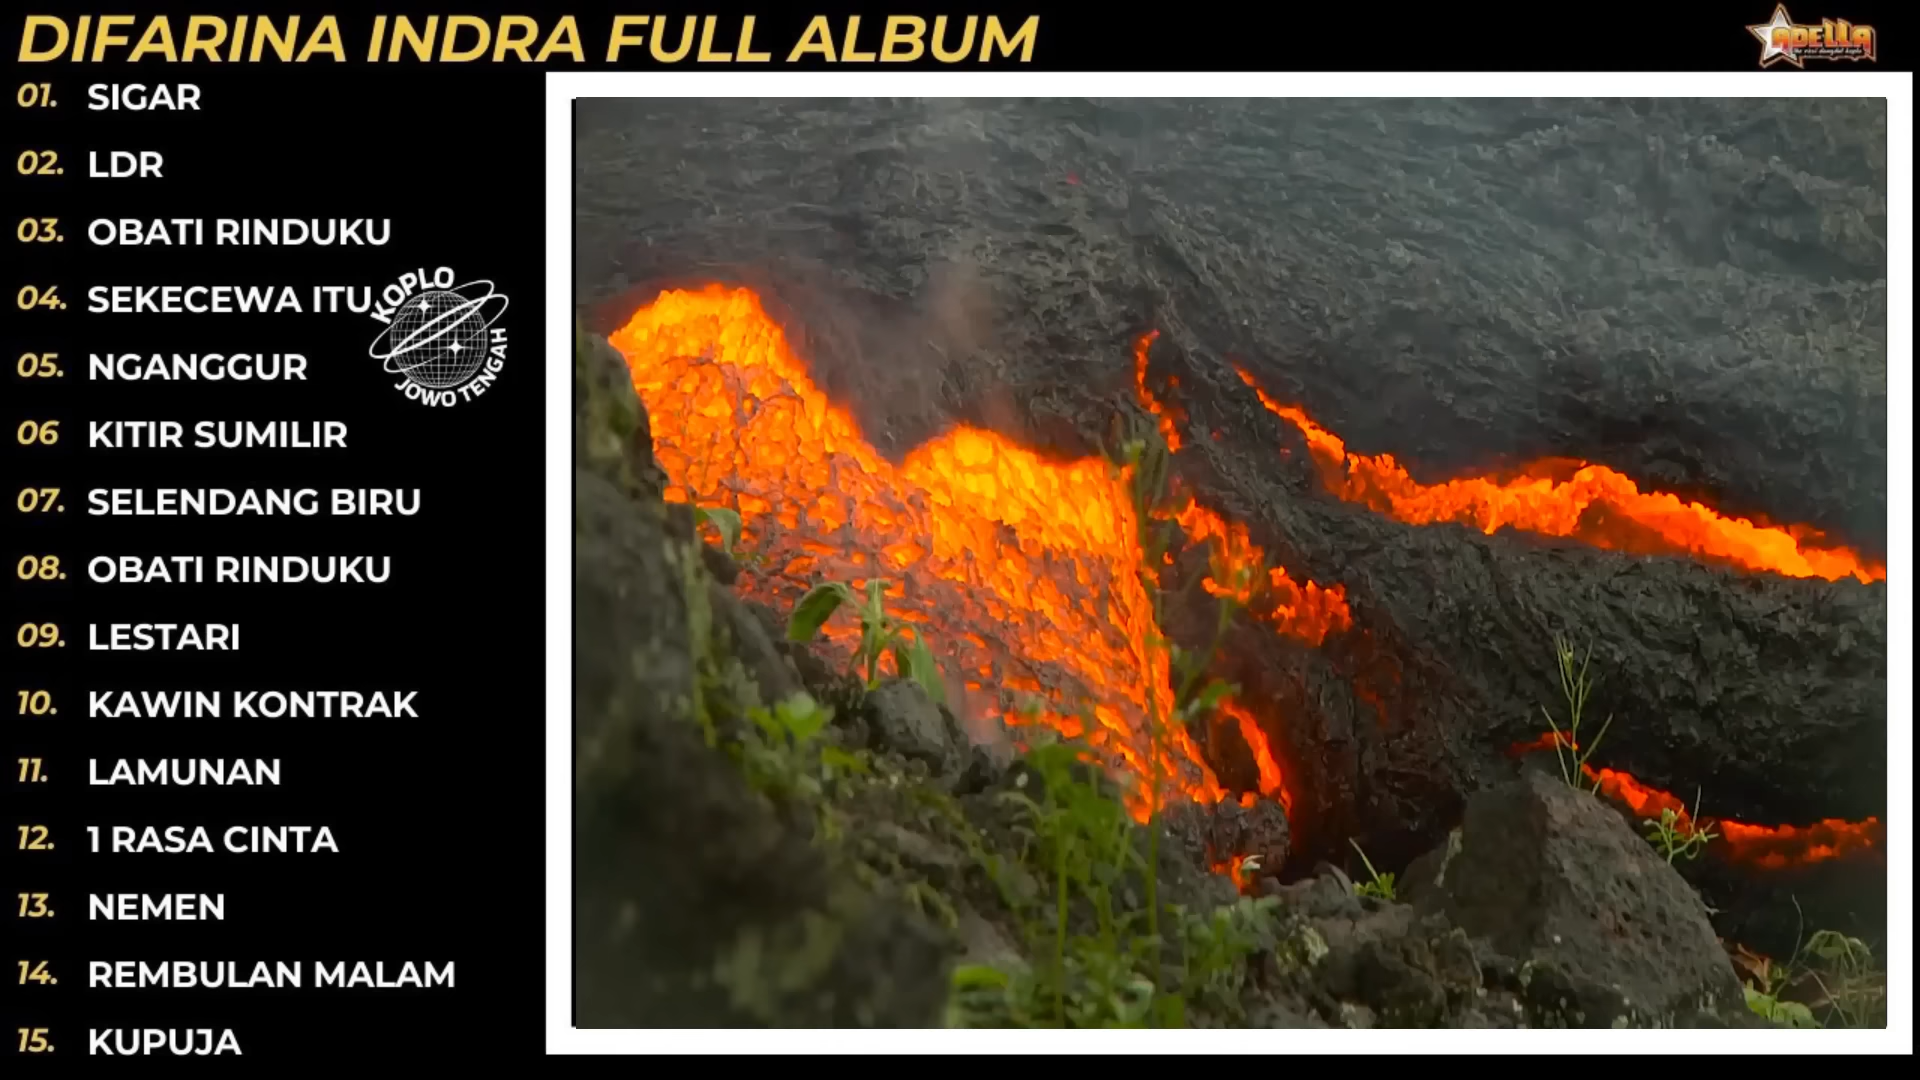 DIFARINA INDRA FULL ALBUM
ADELLA
01. SIGAR
02. LDR
03. OBATI RINDUKU
04. SEKECEWA ITU
05. NGANGGUR
06 KITIR SUMILIR
07. SELENDANG BIRU
08. OBATI RINDUKU
09. LESTARI
10. KAWIN KONTRAK
11. LAMUNAN
12. 1 RASA CINTA
13. NEMEN
14. REMBULAN MALAM
15. KUPUJA
KOPLO
JOWO TENGAH